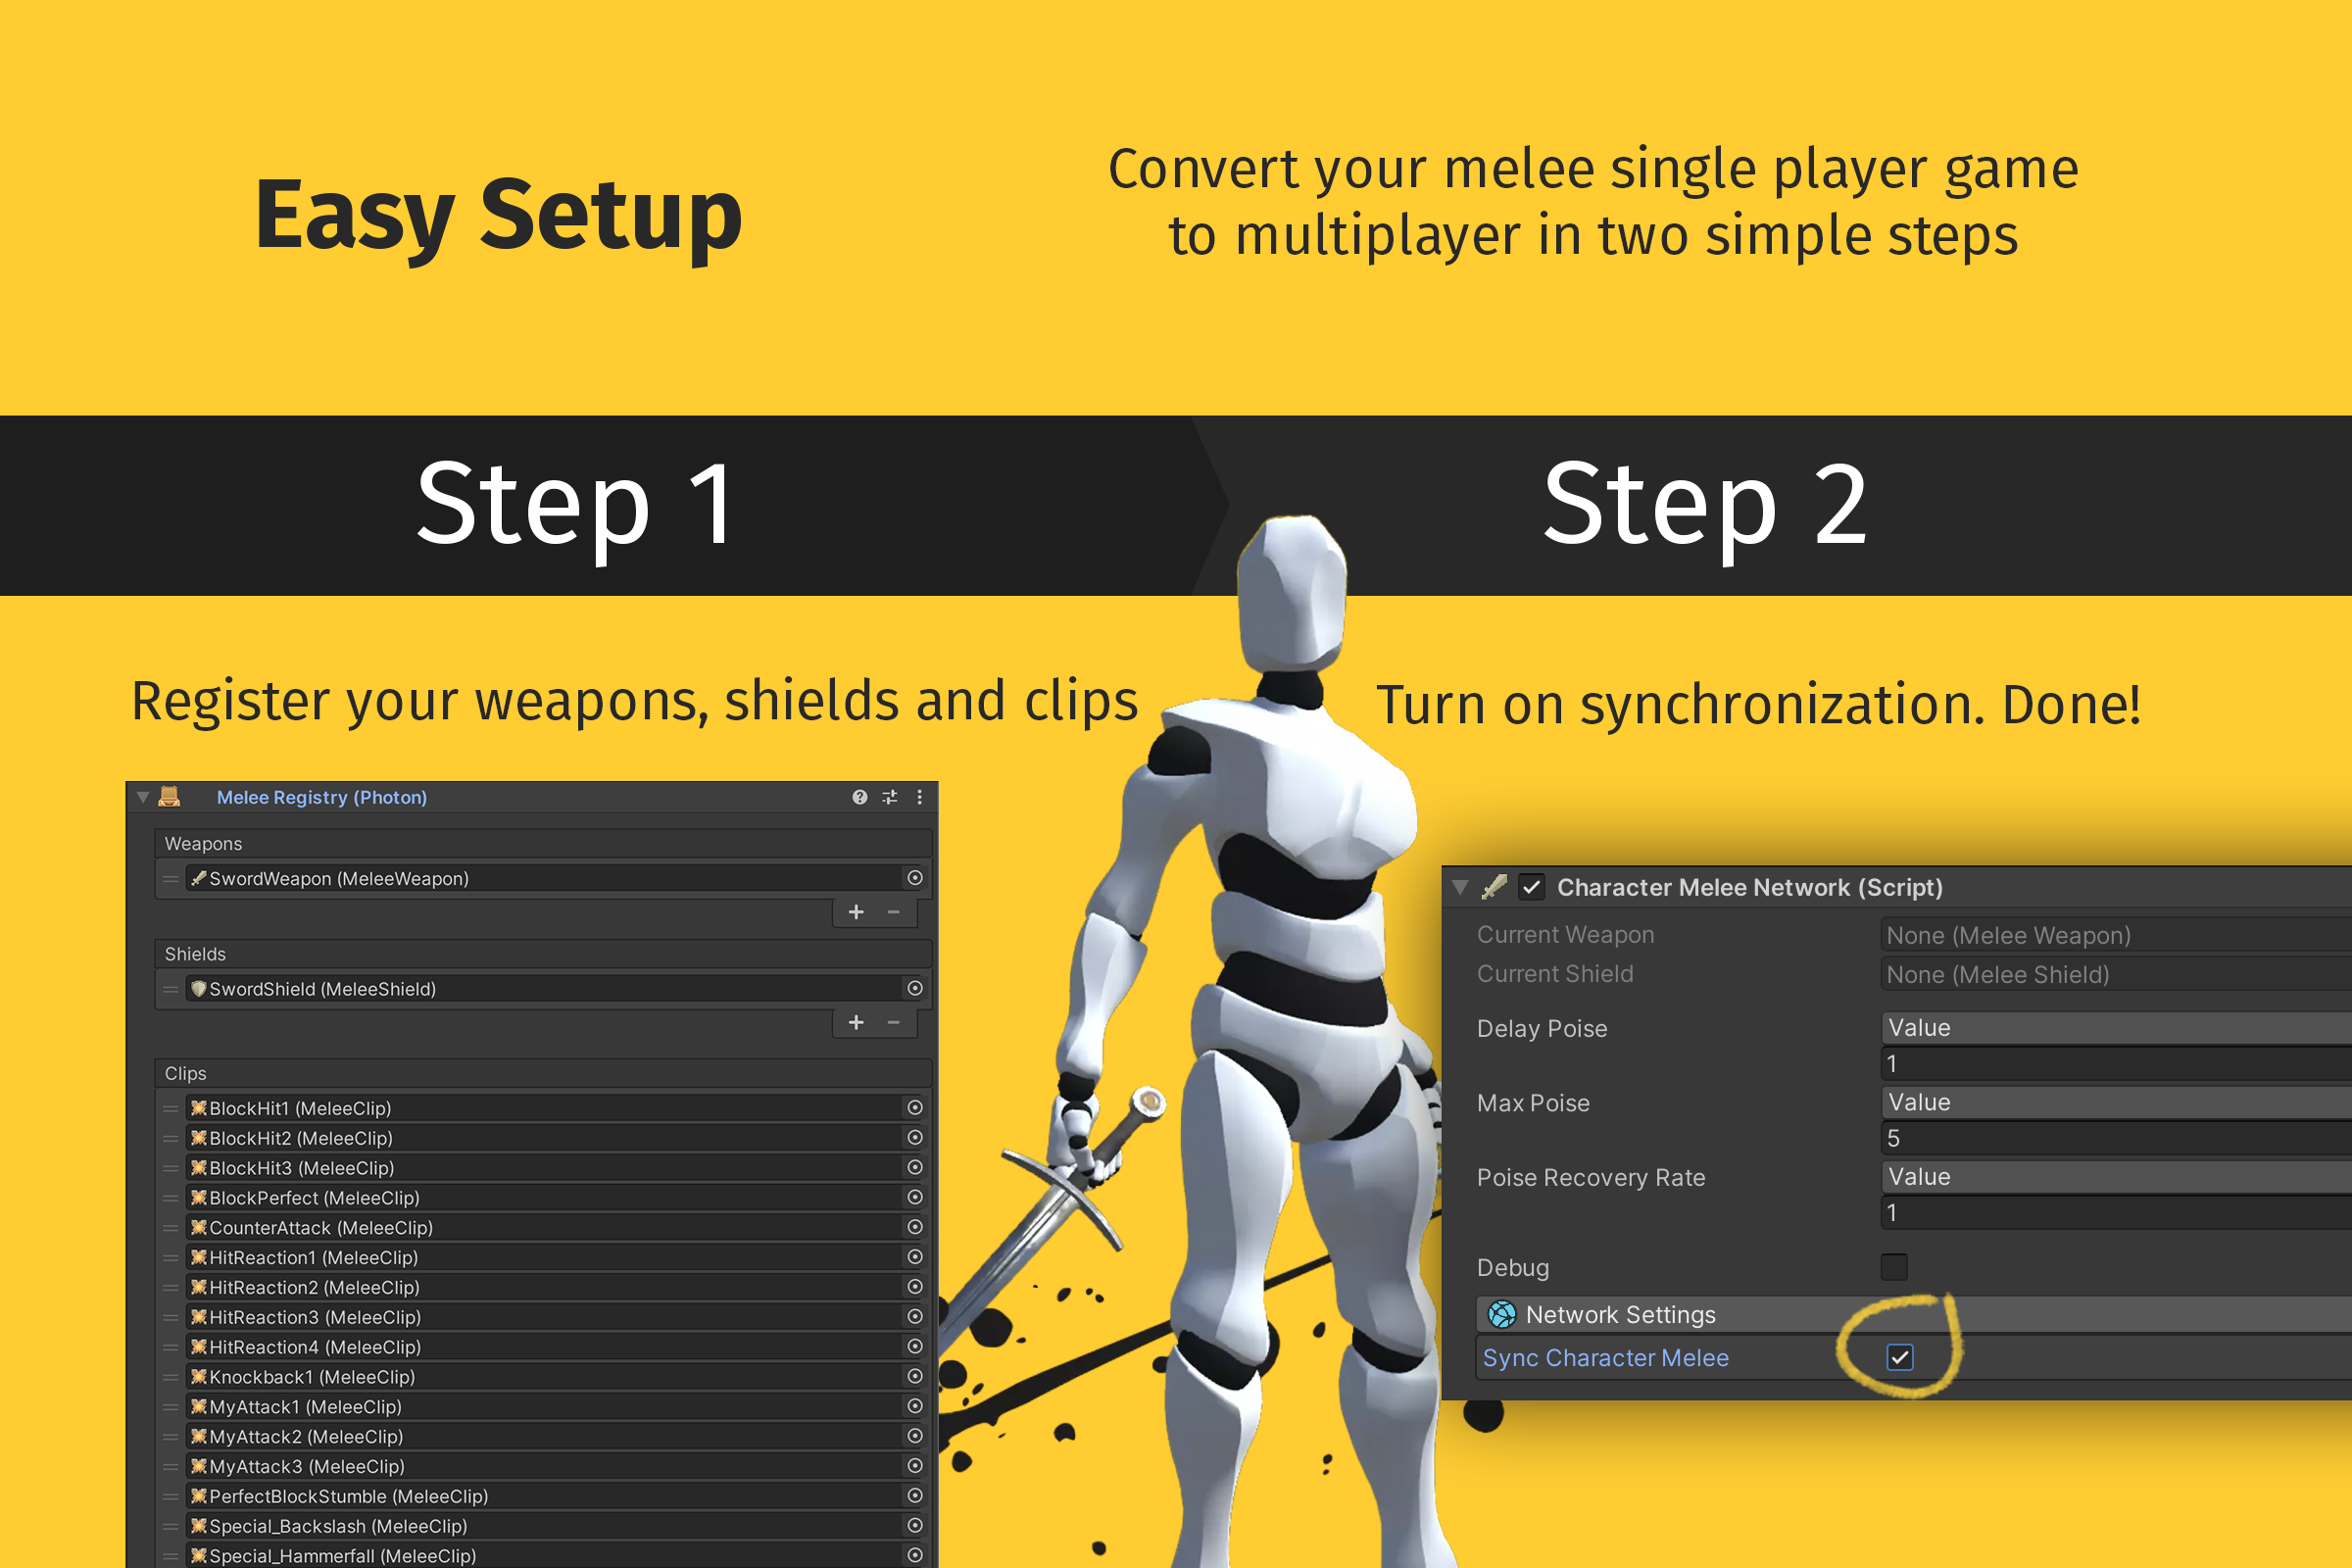 Easy Setup
Convert your melee single player game
to multiplayer in two simple steps
Step 1
Step 2
Register your weapons, shields and clips
Turn on synchronization. Done!
Melee Registry (Photon)
Weapons
SwordWeapon (MeleeWeapon)
Shields
SwordShield (MeleeShield)
Clips
BlockHit1 (MeleeClip)
BlockHit2 (MeleeClip)
BlockHit3 (MeleeClip)
BlockPerfect (MeleeClip)
CounterAttack (MeleeClip)
HitReaction1 (MeleeClip)
HitReaction2 (MeleeClip)
HitReaction3 (MeleeClip)
HitReaction4 (MeleeClip)
Knockback1 (MeleeClip)
MyAttack1 (MeleeClip)
MyAttack2 (MeleeClip)
MyAttack3 (MeleeClip)
PerfectBlockStumble (MeleeClip)
Special_Backslash (MeleeClip)
Special_Hammerfall (MeleeClip)
Character Melee Network (Script)
Current Weapon None (Melee Weapon)
Current Shield None (Melee Shield)
Delay Poise Value
1
Max Poise Value
5
Poise Recovery Rate Value
1
Debug
Network Settings
Sync Character Melee